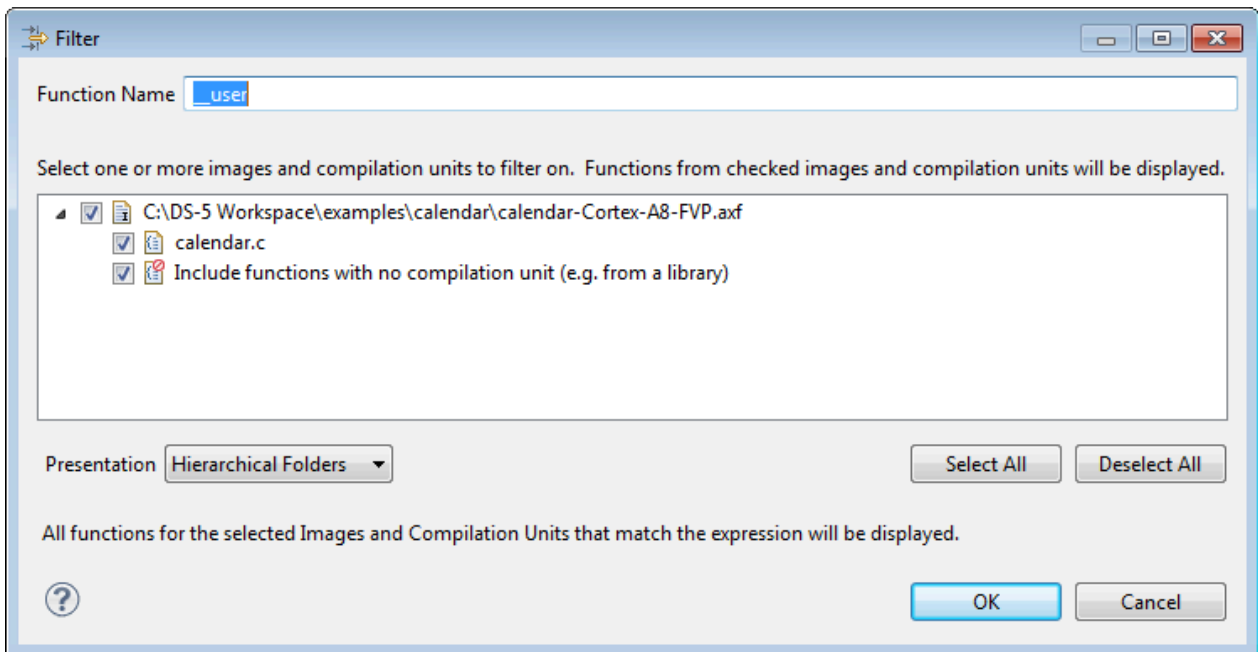 Filter
Function Name __user
Select one or more images and compilation units to filter on.  Functions from checked images and compilation units will be displayed.
C:\DS-5 Workspace\examples\calendar\calendar-Cortex-A8-FVP.axf
calendar.c
Include functions with no compilation unit (e.g. from a library)
Presentation Hierarchical Folders Select All Deselect All
All functions for the selected Images and Compilation Units that match the expression will be displayed.
? OK Cancel